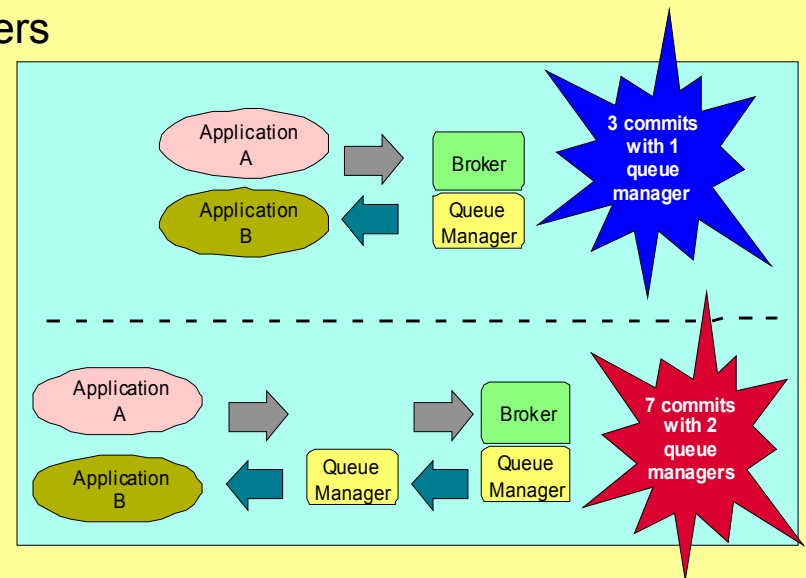 ers
Application
A
Broker
3 commits
with 1
queue
manager
Application
B
Queue
Manager
Application
A
Broker
7 commits
with 2
queue
managers
Application
B
Queue
Manager
Queue
Manager